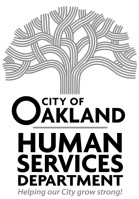 CITY OF
OAKLAND
HUMAN
SERVICES
DEPARTMENT
Helping our City grow strong!